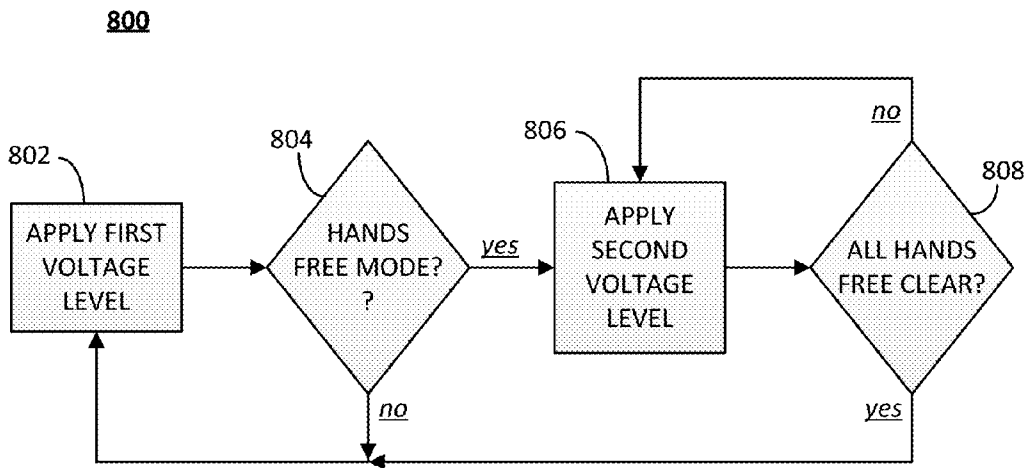 800
802
APPLY FIRST
VOLTAGE
LEVEL
804
HANDS
FREE MODE?
?
yes
no
806
APPLY
SECOND
VOLTAGE
LEVEL
808
ALL HANDS
FREE CLEAR?
no
yes